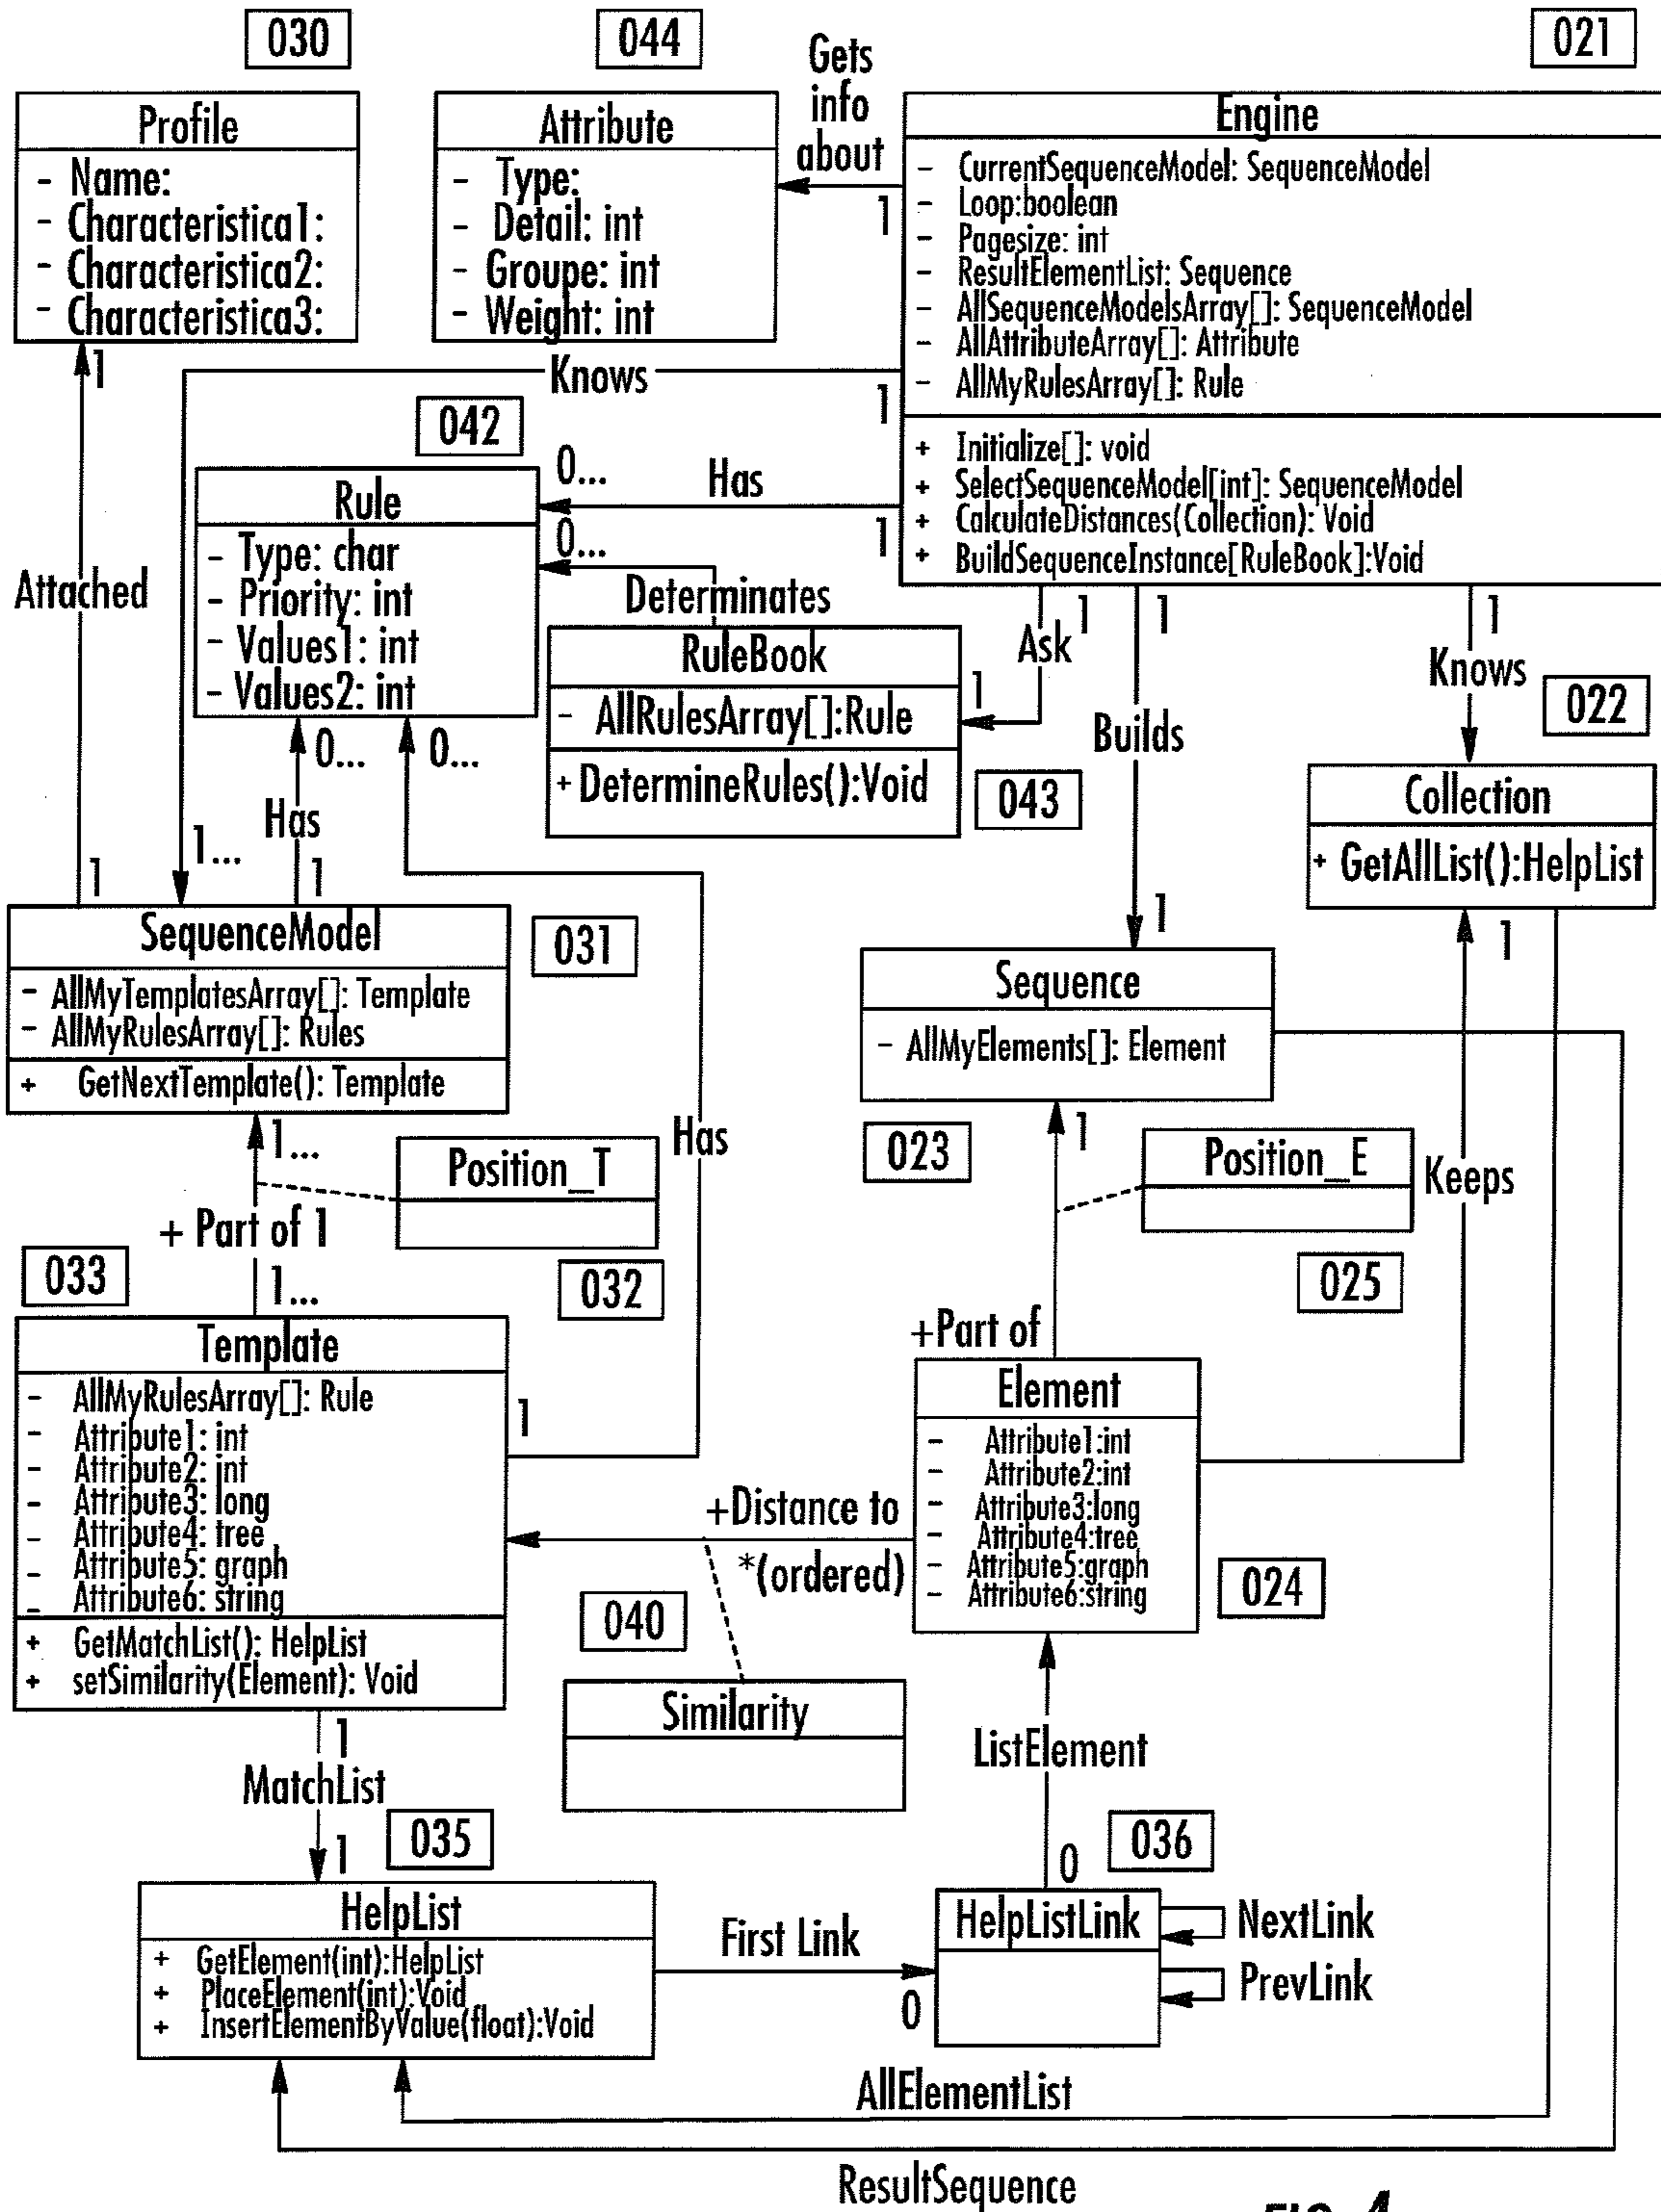 030
044
021
Gets
info
about
Profile
- Name:
- Characteristica1:
- Characteristica2:
- Characteristica3:
Attribute
- Type:
- Detail: int
- Groupe: int
- Weight: int
1
Engine
- CurrentSequenceModel: SequenceModel
- Loop:boolean
- Pagesize: int
- ResultElementList: Sequence
- AllSequenceModelsArray[]: SequenceModel
- AllAttributeArray[]: Attribute
- AllMyRulesArray[]: Rule
+ Initialize[]: void
+ SelectSequenceModel[int]: SequenceModel
+ CalculateDistances(Collection): Void
+ BuildSequenceInstance[RuleBook]:Void
1
Knows
1
042
0...
Has
1
0...
Determinates
Rule
- Type: char
- Priority: int
- Values1: int
- Values2: int
Attached
RuleBook
- AllRulesArray[]:Rule
+ DetermineRules():Void
043
1
Ask
1
1
Builds
1
Knows
022
Collection
+ GetAllList():HelpList
0...
0...
Has
1...
1
1
SequenceModel
- AllMyTemplatesArray[]: Template
- AllMyRulesArray[]: Rules
+ GetNextTemplate(): Template
031
1
1
Sequence
- AllMyElements[]: Element
1...
Position_T
Has
023
1
Position_E
Keeps
+ Part of 1
033
1...
032
025
+Part of
Template
- AllMyRulesArray[]: Rule
- Attribute1: int
- Attribute2: int
- Attribute3: long
- Attribute4: tree
- Attribute5: graph
- Attribute6: string
+ GetMatchList(): HelpList
+ setSimilarity(Element): Void
1
Element
- Attribute1:int
- Attribute2:int
- Attribute3:long
- Attribute4:tree
- Attribute5:graph
- Attribute6:string
+Distance to
*(ordered)
024
040
Similarity
1
MatchList
1
035
ListElement
036
0
HelpList
+ GetElement(int):HelpList
+ PlaceElement(int):Void
+ InsertElementByValue(float):Void
First Link
0
HelpListLink
NextLink
PrevLink
AllElementList
ResultSequence
FIG. 4